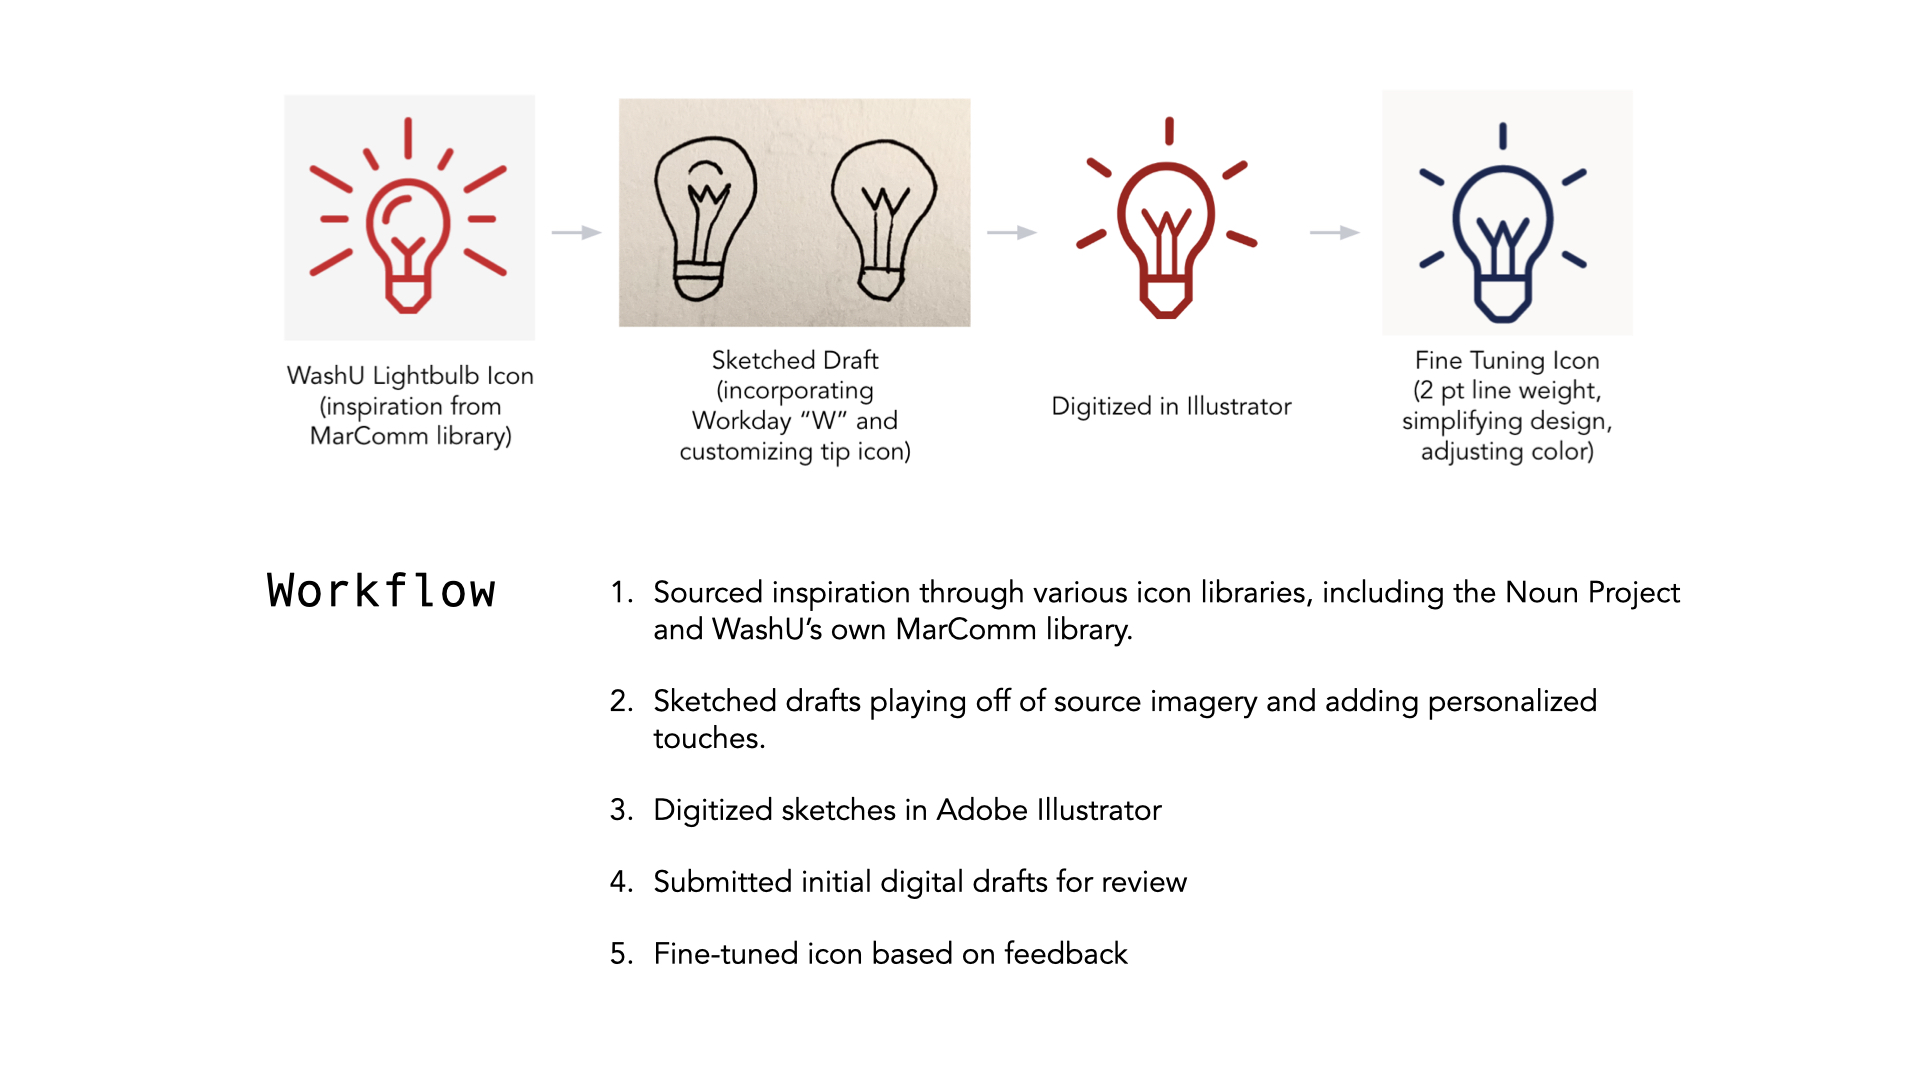 WashU Lightbulb Icon
(inspiration from
MarComm library)
Sketched Draft
(incorporating
Workday “W” and
customizing tip icon)
Digitized in Illustrator
Fine Tuning Icon
(2 pt line weight,
simplifying design,
adjusting color)
Workflow
1. Sourced inspiration through various icon libraries, including the Noun Project
and WashU’s own MarComm library.
2. Sketched drafts playing off of source imagery and adding personalized
touches.
3. Digitized sketches in Adobe Illustrator
4. Submitted initial digital drafts for review
5. Fine-tuned icon based on feedback